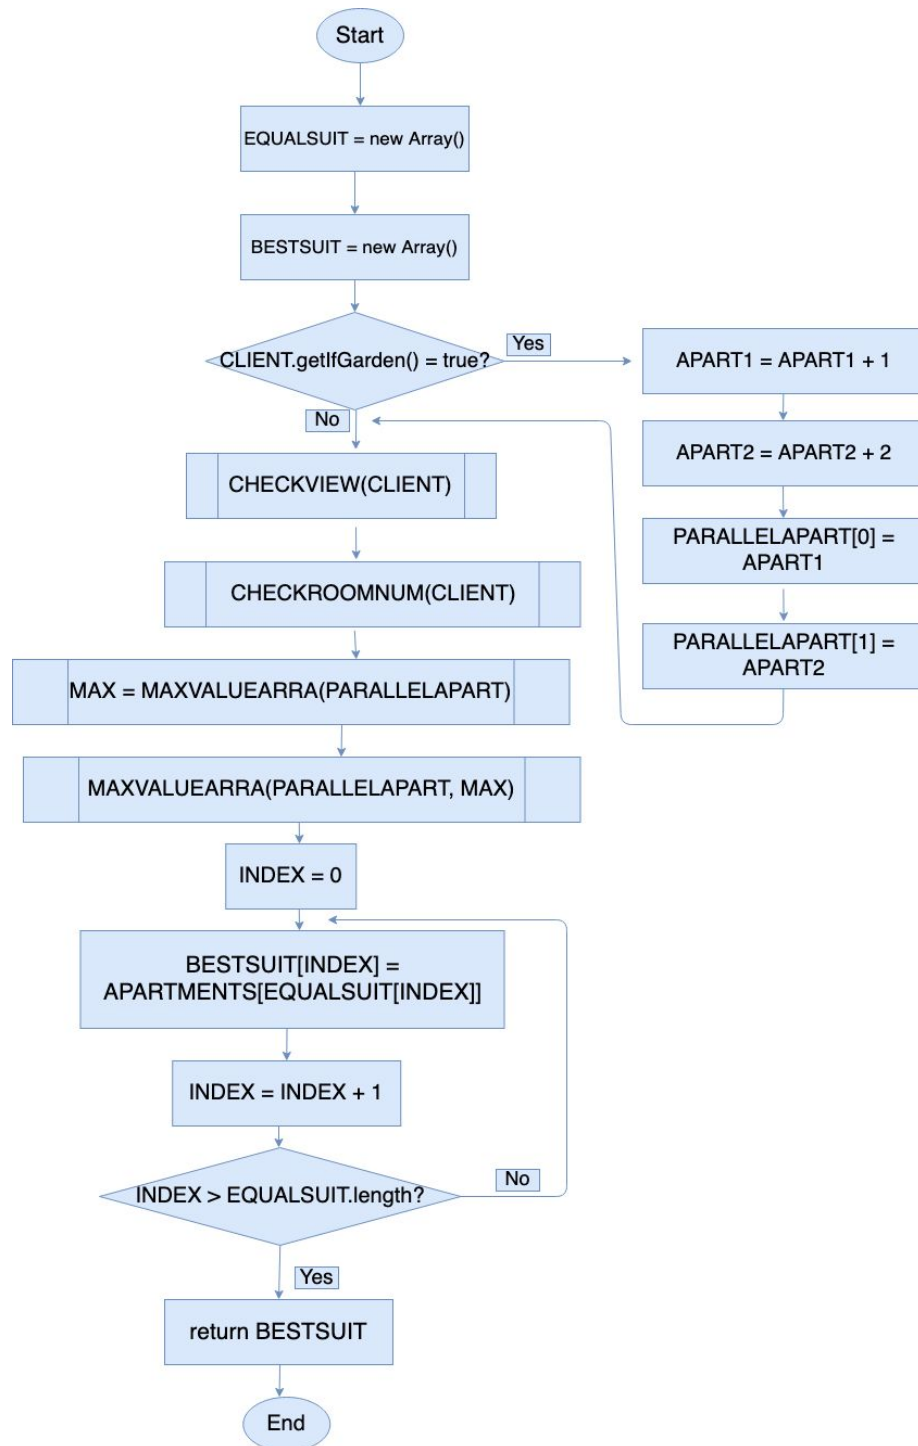 Start
EQUALSUIT = new Array()
BESTSUIT = new Array()
CLIENT.getIfGarden() = true?
Yes
APART1 = APART1 + 1
APART2 = APART2 + 2
PARALLELAPART[0] =
APART1
PARALLELAPART[1] =
APART2
No
CHECKVIEW(CLIENT)
CHECKROOMNUM(CLIENT)
MAX = MAXVALUEARRA(PARALLELAPART)
MAXVALUEARRA(PARALLELAPART, MAX)
INDEX = 0
BESTSUIT[INDEX] =
APARTMENTS[EQUALSUIT[INDEX]]
INDEX = INDEX + 1
INDEX > EQUALSUIT.length?
No
Yes
return BESTSUIT
End